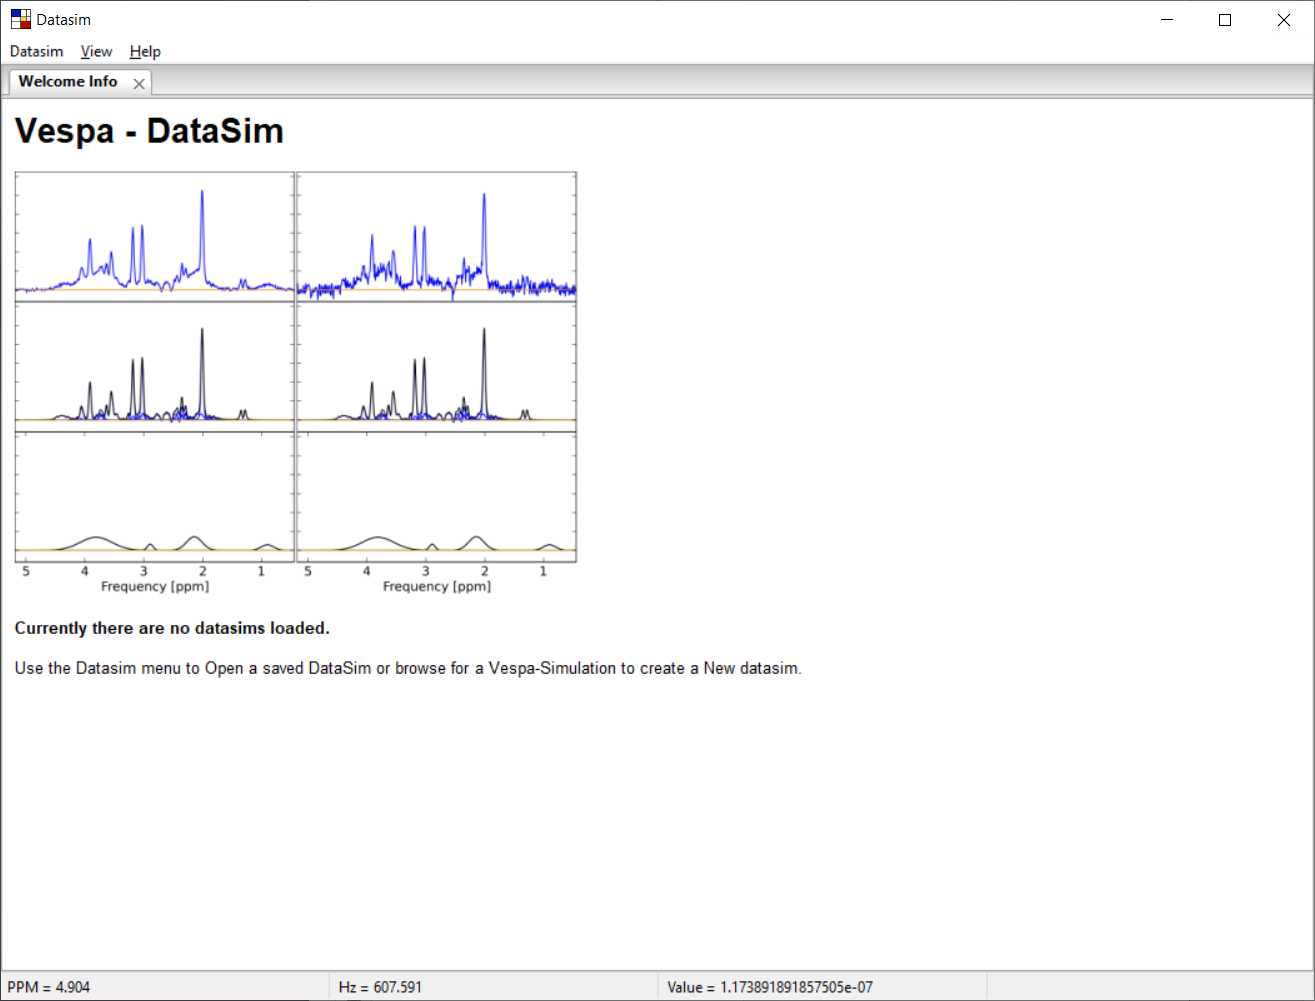 Datasim
Datasim View Help
Welcome Info
Vespa - DataSim
5 4 3 2 1 5 4 3 2 1
Frequency [ppm] Frequency [ppm]
Currently there are no datasims loaded.
Use the Datasim menu to Open a saved DataSim or browse for a Vespa-Simulation to create a New datasim.
PPM = 4.904 Hz = 607.591 Value = 1.173891891857505e-07